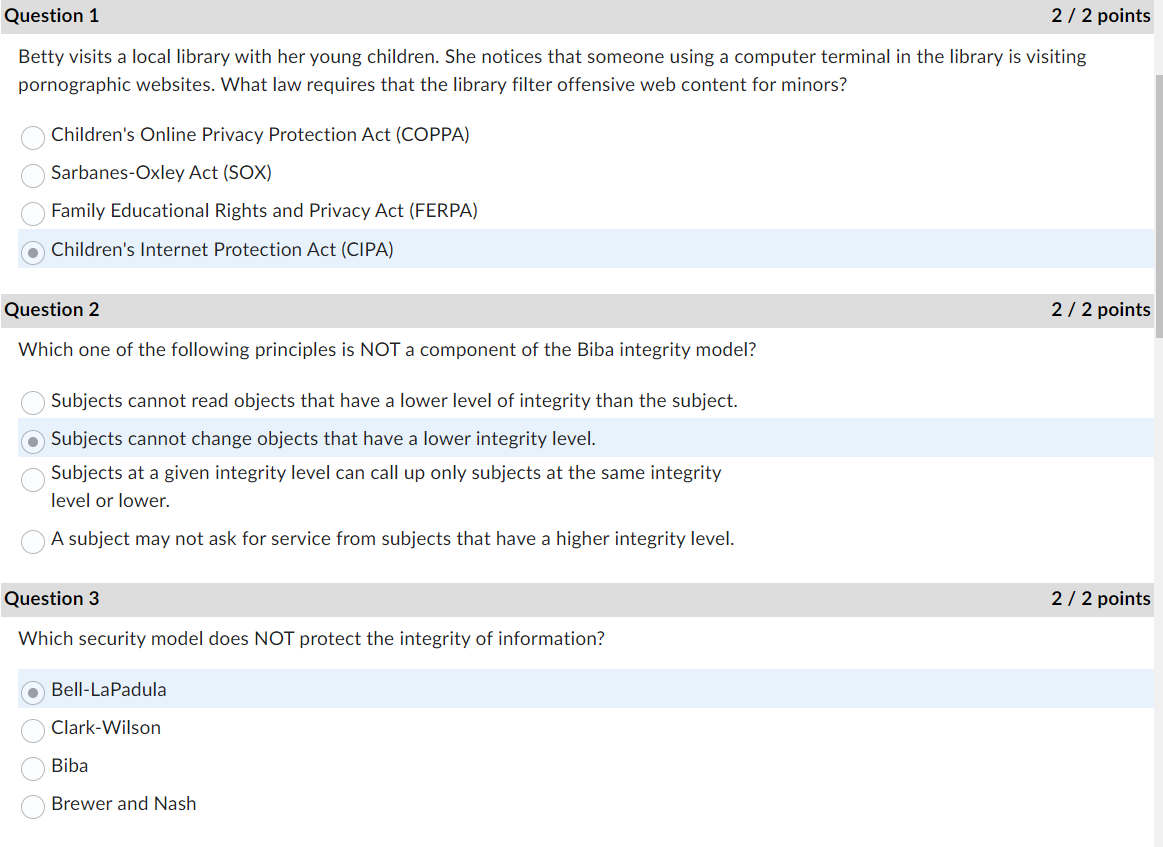 Question 1 2 / 2 points
Betty visits a local library with her young children. She notices that someone using a computer terminal in the library is visiting
pornographic websites. What law requires that the library filter offensive web content for minors?
Children's Online Privacy Protection Act (COPPA)
Sarbanes-Oxley Act (SOX)
Family Educational Rights and Privacy Act (FERPA)
Children's Internet Protection Act (CIPA)
Question 2 2 / 2 points
Which one of the following principles is NOT a component of the Biba integrity model?
Subjects cannot read objects that have a lower level of integrity than the subject.
Subjects cannot change objects that have a lower integrity level.
Subjects at a given integrity level can call up only subjects at the same integrity
level or lower.
A subject may not ask for service from subjects that have a higher integrity level.
Question 3 2 / 2 points
Which security model does NOT protect the integrity of information?
Bell-LaPadula
Clark-Wilson
Biba
Brewer and Nash